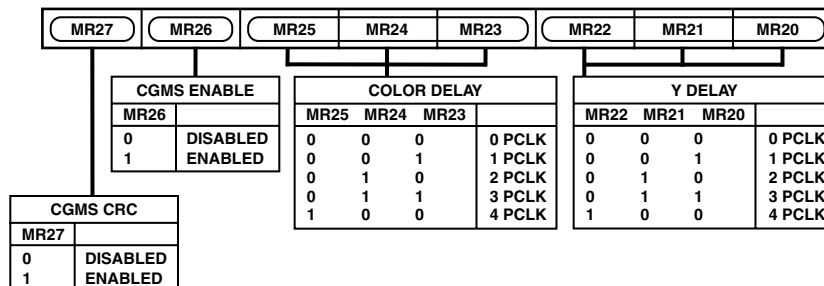 MR27 MR26 MR25 MR24 MR23 MR22 MR21 MR20
CGMS ENABLE
MR26
0 DISABLED
1 ENABLED
COLOR DELAY
MR25 MR24 MR23
0 0 0 0 PCLK
0 0 1 1 PCLK
0 1 0 2 PCLK
0 1 1 3 PCLK
1 0 0 4 PCLK
Y DELAY
MR22 MR21 MR20
0 0 0 0 PCLK
0 0 1 1 PCLK
0 1 0 2 PCLK
0 1 1 3 PCLK
1 0 0 4 PCLK
CGMS CRC
MR27
0 DISABLED
1 ENABLED